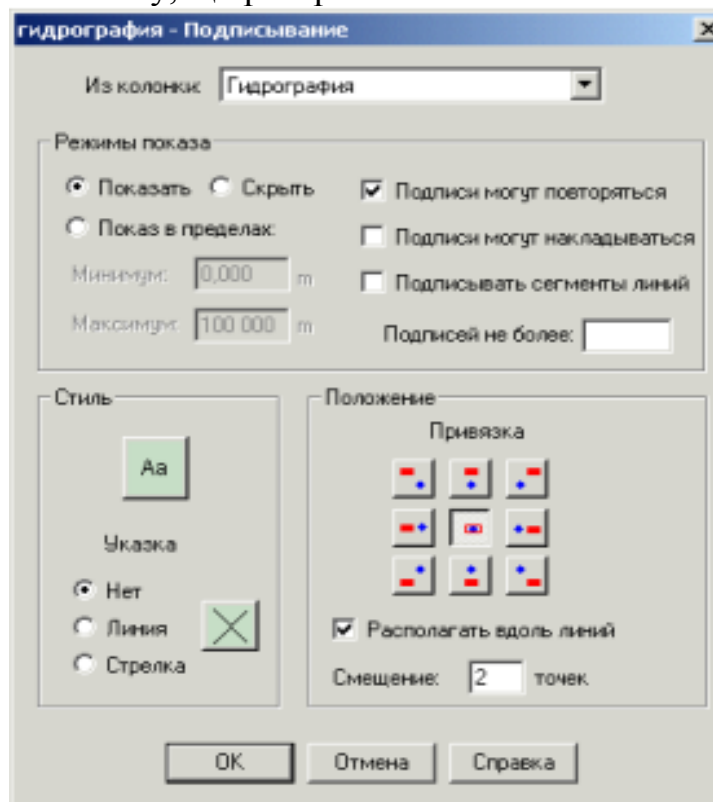 гидрография - Подписывание
Из колонки: Гидрография
Режимы показа
Показать Скрыть
Подписи могут повторяться
Показ в пределах:
Подписи могут накладываться
Минимум: 0,000 m
Подписывать сегменты линий
Максимум: 100 000 m
Подписей не более:
Стиль
Положение
Привязка
Aa
Указка
Нет
Линия
Стрелка
Располагать вдоль линий
Смещение: 2 точек
OK Отмена Справка